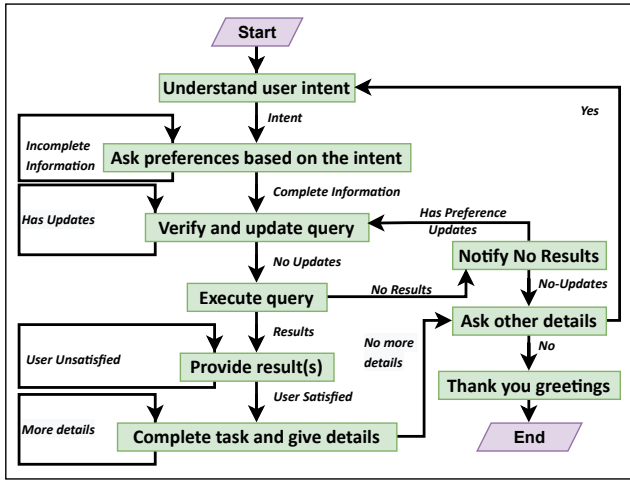 Start
Understand user intent
Intent
Yes
Incomplete
Information
Ask preferences based on the intent
Complete Information
Has Updates
Verify and update query
Has Preference
Updates
No Updates
Notify No Results
Execute query
No Results
No-Updates
Results
Ask other details
User Unsatisfied
Provide result(s)
No more
details
No
User Satisfied
Thank you greetings
More details
Complete task and give details
End